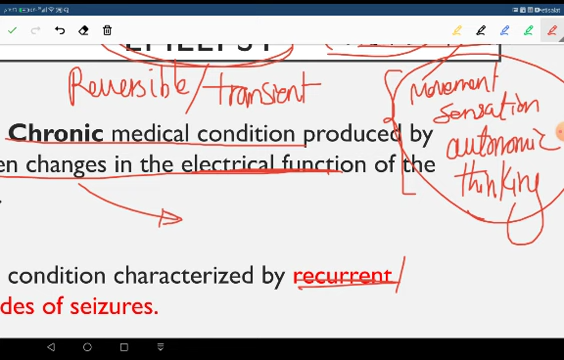 EPILEPSY
Reversible/transient
movement
sensation
autonomic
thinking
Chronic medical condition produced by
en changes in the electrical function of the
condition characterized by recurrent/
des of seizures.